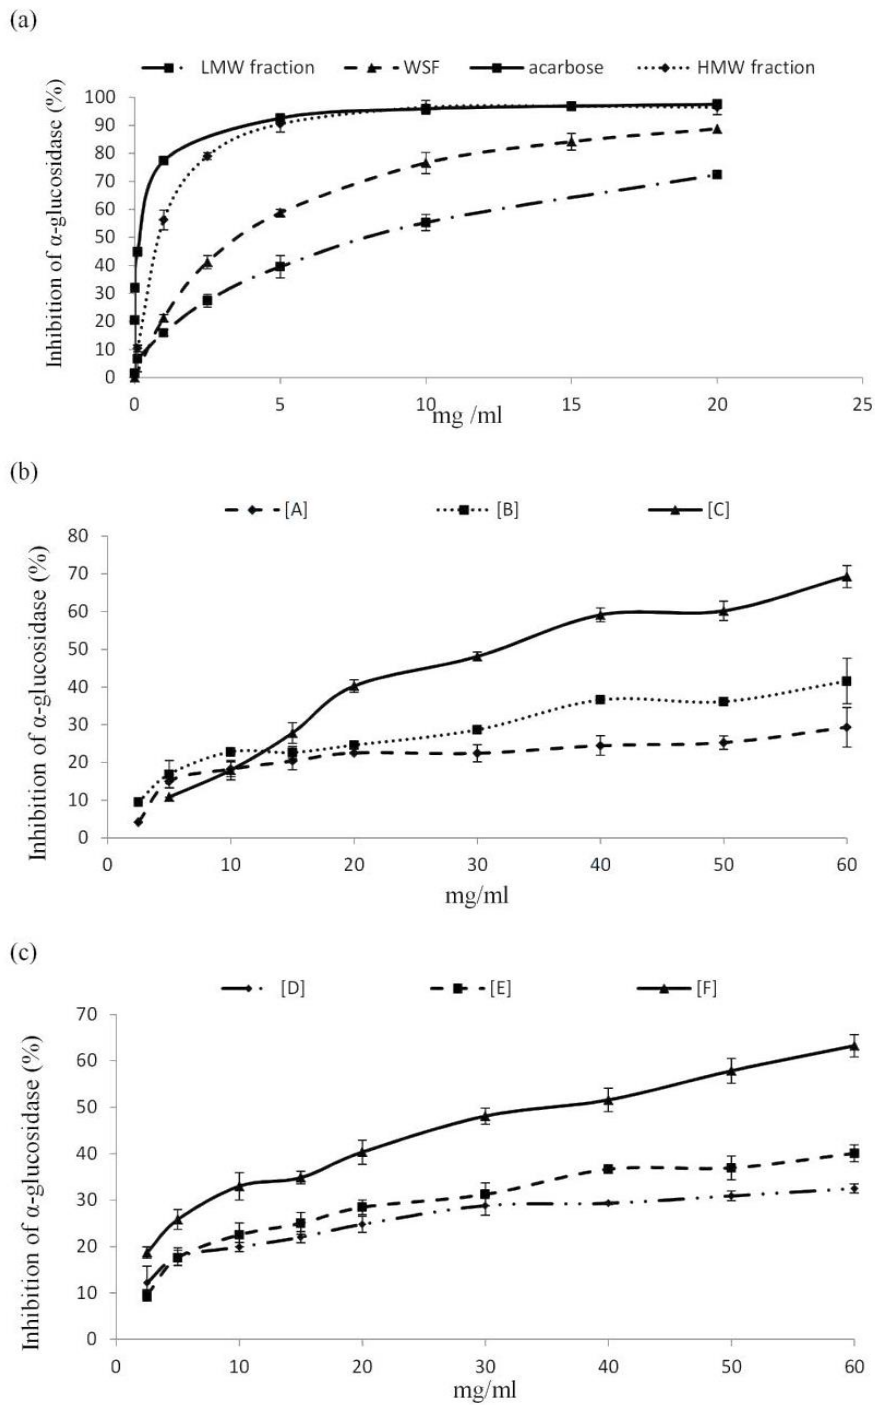 (a)
LMW fraction WSF acarbose HMW fraction
Inhibition of α-glucosidase (%)
100
90
80
70
60
50
40
30
20
10
0
0 5 10 15 20 25
mg /ml
(b)
[A] [B] [C]
Inhibition of α-glucosidase (%)
80
70
60
50
40
30
20
10
0
0 10 20 30 40 50 60
mg/ml
(c)
[D] [E] [F]
Inhibition of α-glucosidase (%)
70
60
50
40
30
20
10
0
0 10 20 30 40 50 60
mg/ml